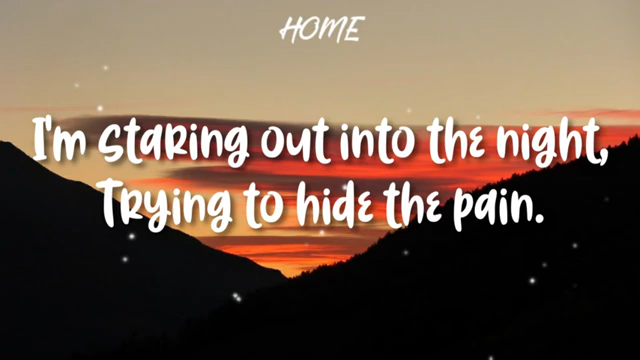 HOME
I'm staring out into the night,
Trying to hide the pain.